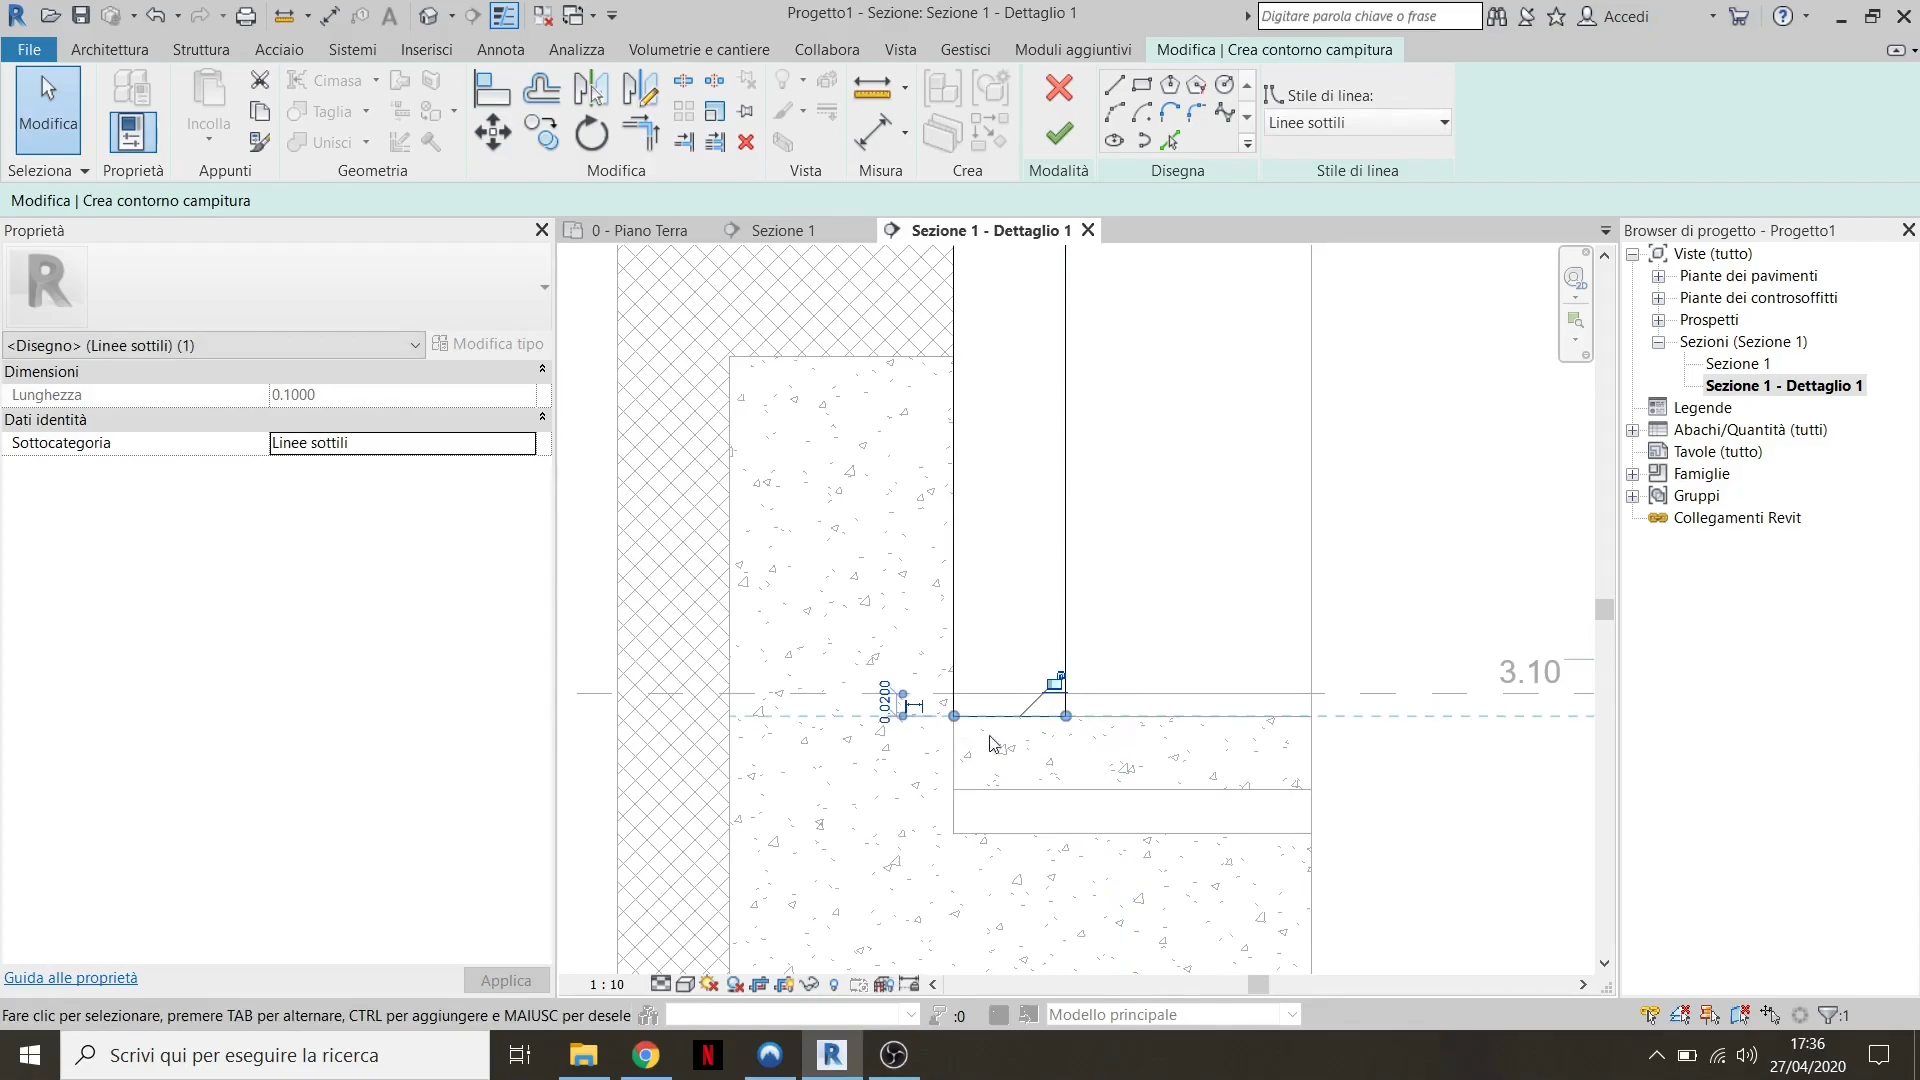 Progetto1 - Sezione: Sezione 1 - Dettaglio 1
Digitare parola chiave o frase
Accedi
File
Architettura
Struttura
Acciaio
Sistemi
Inserisci
Annota
Analizza
Volumetrie e cantiere
Collabora
Vista
Gestisci
Moduli aggiuntivi
Modifica | Crea contorno campitura
Modifica
Incolla
Cimasa
Taglia
Unisci
Stile di linea:
Linee sottili
Seleziona
Proprietà
Appunti
Geometria
Modifica
Vista
Misura
Crea
Modalità
Disegna
Stile di linea
Modifica | Crea contorno campitura
Proprietà
0 - Piano Terra
Sezione 1
Sezione 1 - Dettaglio 1
Browser di progetto - Progetto1
<Disegno> (Linee sottili) (1)
Modifica tipo
Dimensioni
Lunghezza
0.1000
Dati identità
Sottocategoria
Linee sottili
2D
Viste (tutto)
Piante dei pavimenti
Piante dei controsoffitti
Prospetti
Sezioni (Sezione 1)
Sezione 1
Sezione 1 - Dettaglio 1
Legende
Abachi/Quantità (tutti)
Tavole (tutto)
Famiglie
Gruppi
Collegamenti Revit
3.10
0.0200
Guida alle proprietà
Applica
1 : 10
Fare clic per selezionare, premere TAB per alternare, CTRL per aggiungere e MAIUSC per desele
:0
Modello principale
:1
Scrivi qui per eseguire la ricerca
17:36
27/04/2020